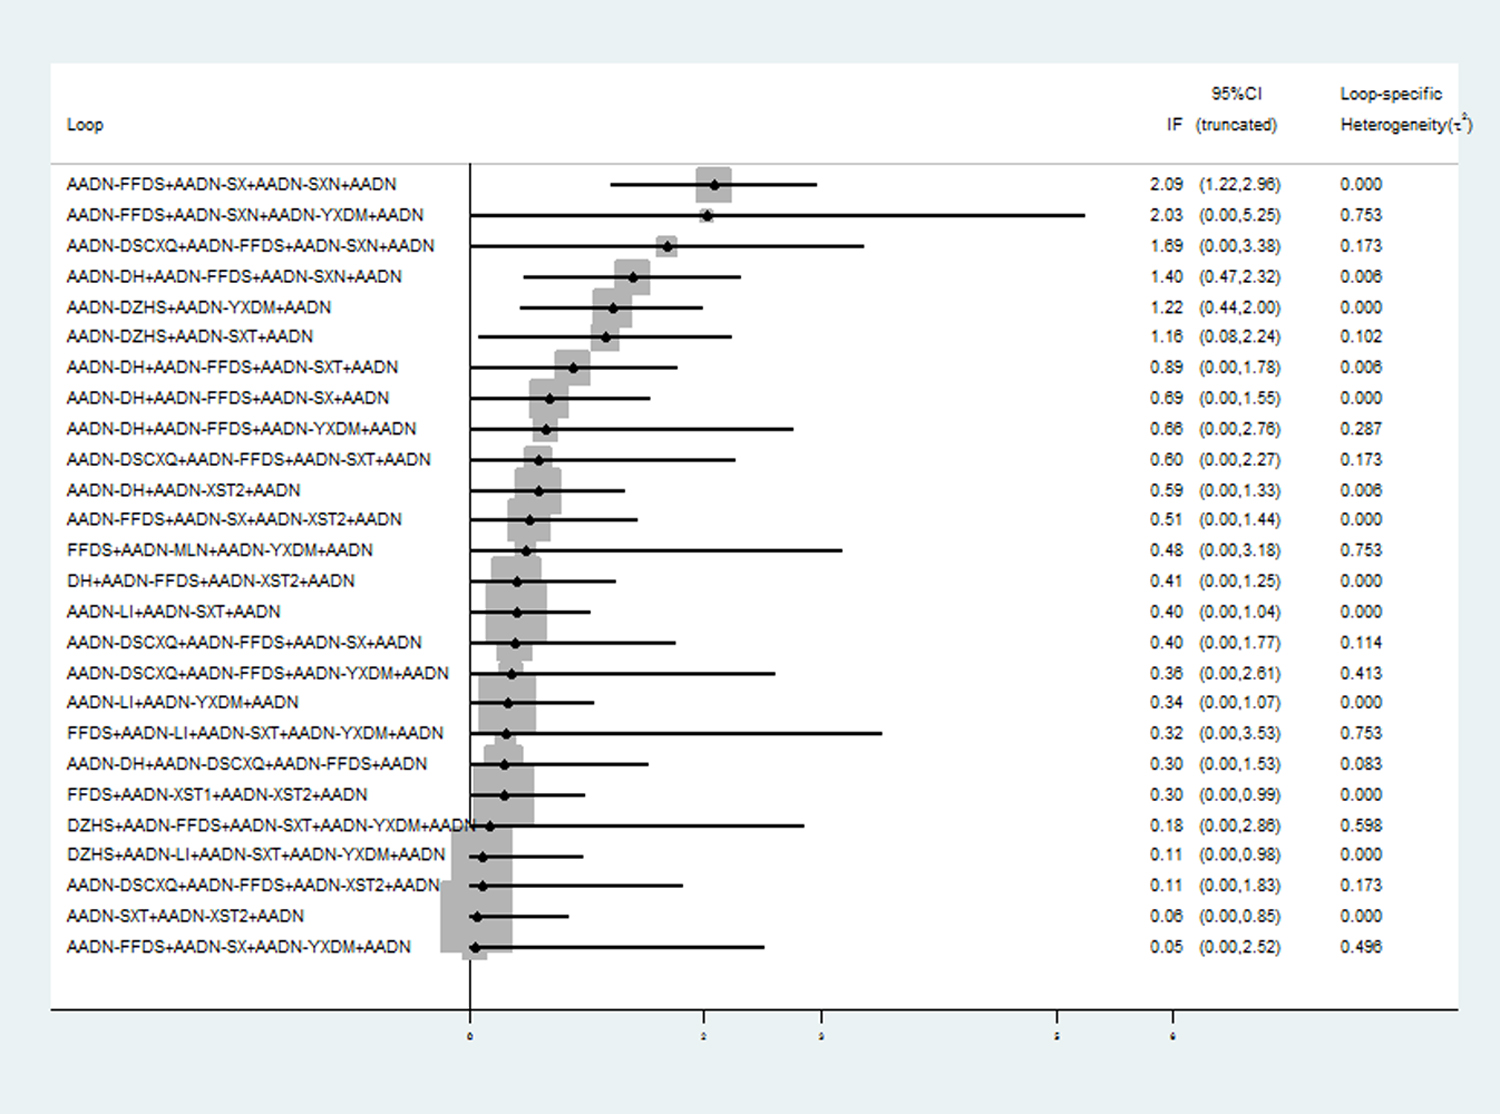 95%CI Loop-specific
Loop IF (truncated) Heterogeneity(τ²)
AADN-FFDS+AADN-SX+AADN-SXN+AADN 2.09 (1.22,2.96) 0.000
AADN-FFDS+AADN-SXN+AADN-YXDM+AADN 2.03 (0.00,5.25) 0.753
AADN-DSCXQ+AADN-FFDS+AADN-SXN+AADN 1.69 (0.00,3.38) 0.173
AADN-DH+AADN-FFDS+AADN-SXN+AADN 1.40 (0.47,2.32) 0.006
AADN-DZHS+AADN-YXDM+AADN 1.22 (0.44,2.00) 0.000
AADN-DZHS+AADN-SXT+AADN 1.16 (0.08,2.24) 0.102
AADN-DH+AADN-FFDS+AADN-SXT+AADN 0.89 (0.00,1.78) 0.006
AADN-DH+AADN-FFDS+AADN-SX+AADN 0.69 (0.00,1.55) 0.000
AADN-DH+AADN-FFDS+AADN-YXDM+AADN 0.66 (0.00,2.76) 0.287
AADN-DSCXQ+AADN-FFDS+AADN-SXT+AADN 0.60 (0.00,2.27) 0.173
AADN-DH+AADN-XST2+AADN 0.59 (0.00,1.33) 0.006
AADN-FFDS+AADN-SX+AADN-XST2+AADN 0.51 (0.00,1.44) 0.000
FFDS+AADN-MLN+AADN-YXDM+AADN 0.48 (0.00,3.18) 0.753
DH+AADN-FFDS+AADN-XST2+AADN 0.41 (0.00,1.25) 0.000
AADN-LI+AADN-SXT+AADN 0.40 (0.00,1.04) 0.000
AADN-DSCXQ+AADN-FFDS+AADN-SX+AADN 0.40 (0.00,1.77) 0.114
AADN-DSCXQ+AADN-FFDS+AADN-YXDM+AADN 0.36 (0.00,2.61) 0.413
AADN-LI+AADN-YXDM+AADN 0.34 (0.00,1.07) 0.000
FFDS+AADN-LI+AADN-SXT+AADN-YXDM+AADN 0.32 (0.00,3.53) 0.753
AADN-DH+AADN-DSCXQ+AADN-FFDS+AADN 0.30 (0.00,1.53) 0.083
FFDS+AADN-XST1+AADN-XST2+AADN 0.30 (0.00,0.99) 0.000
DZHS+AADN-FFDS+AADN-SXT+AADN-YXDM+AADN 0.18 (0.00,2.86) 0.598
DZHS+AADN-LI+AADN-SXT+AADN-YXDM+AADN 0.11 (0.00,0.98) 0.000
AADN-DSCXQ+AADN-FFDS+AADN-XST2+AADN 0.11 (0.00,1.83) 0.173
AADN-SXT+AADN-XST2+AADN 0.06 (0.00,0.85) 0.000
AADN-FFDS+AADN-SX+AADN-YXDM+AADN 0.05 (0.00,2.52) 0.496
0 2 3 5 6